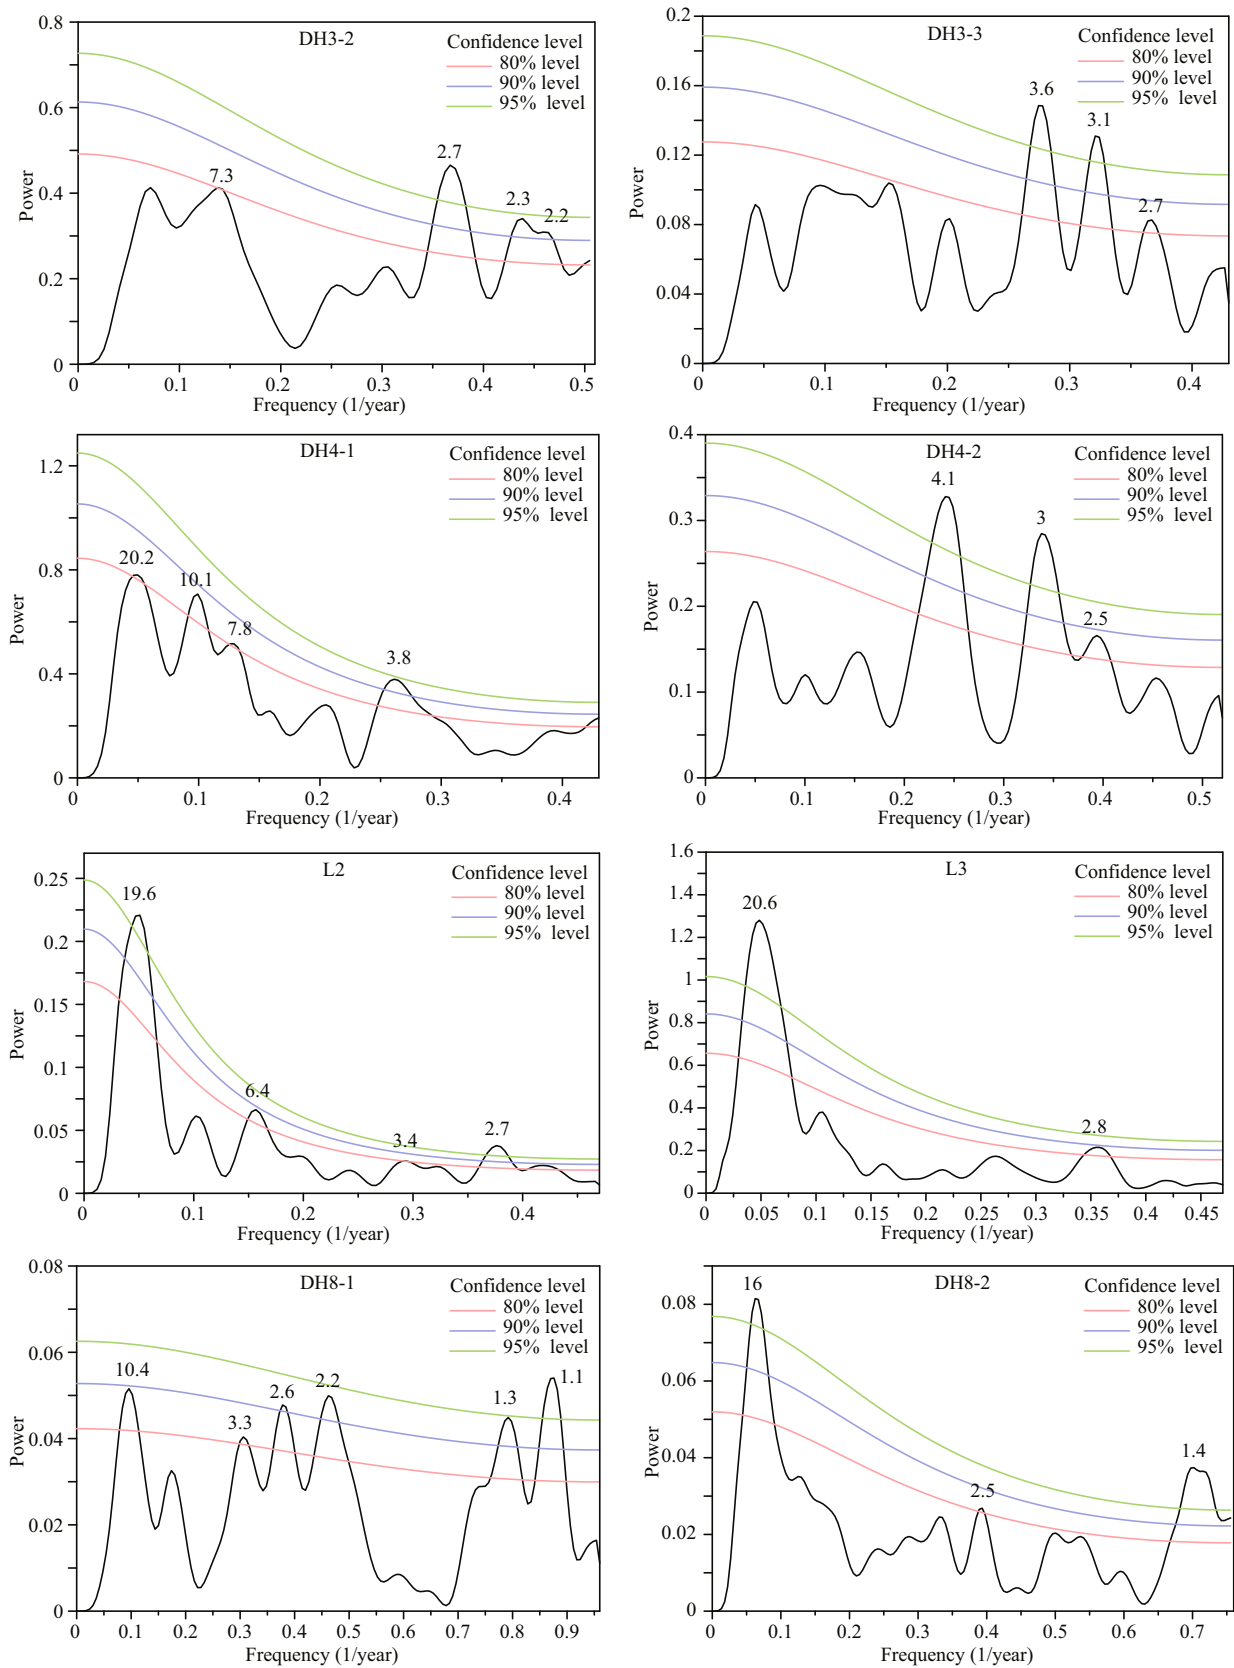 DH3-2
Confidence level
80% level
90% level
95% level
7.3
2.7
2.3
2.2
0.8
0.6
0.4
0.2
0
Power
0
0.1
0.2
0.3
0.4
0.5
Frequency (1/year)
DH3-3
Confidence level
80% level
90% level
95% level
3.6
3.1
2.7
0.2
0.16
0.12
0.08
0.04
0
Power
0
0.1
0.2
0.3
0.4
Frequency (1/year)
DH4-1
Confidence level
80% level
90% level
95% level
20.2
10.1
7.8
3.8
1.2
0.8
0.4
0
Power
0
0.1
0.2
0.3
0.4
Frequency (1/year)
DH4-2
Confidence level
80% level
90% level
95% level
4.1
3
2.5
0.4
0.3
0.2
0.1
0
Power
0
0.1
0.2
0.3
0.4
0.5
Frequency (1/year)
L2
Confidence level
80% level
90% level
95% level
19.6
6.4
3.4
2.7
0.25
0.20
0.15
0.1
0.05
0
Power
0
0.1
0.2
0.3
0.4
Frequency (1/year)
L3
Confidence level
80% level
90% level
95% level
20.6
2.8
1.6
1.4
1.2
1
0.8
0.6
0.4
0.2
0
Power
0
0.05
0.1
0.15
0.2
0.25
0.3
0.35
0.4
0.45
Frequency (1/year)
DH8-1
Confidence level
80% level
90% level
95% level
10.4
3.3
2.6
2.2
1.3
1.1
0.08
0.06
0.04
0.02
0
Power
0
0.1
0.2
0.3
0.4
0.5
0.6
0.7
0.8
0.9
Frequency (1/year)
DH8-2
Confidence level
80% level
90% level
95% level
16
2.5
1.4
0.08
0.06
0.04
0.02
0
Power
0
0.1
0.2
0.3
0.4
0.5
0.6
0.7
Frequency (1/year)